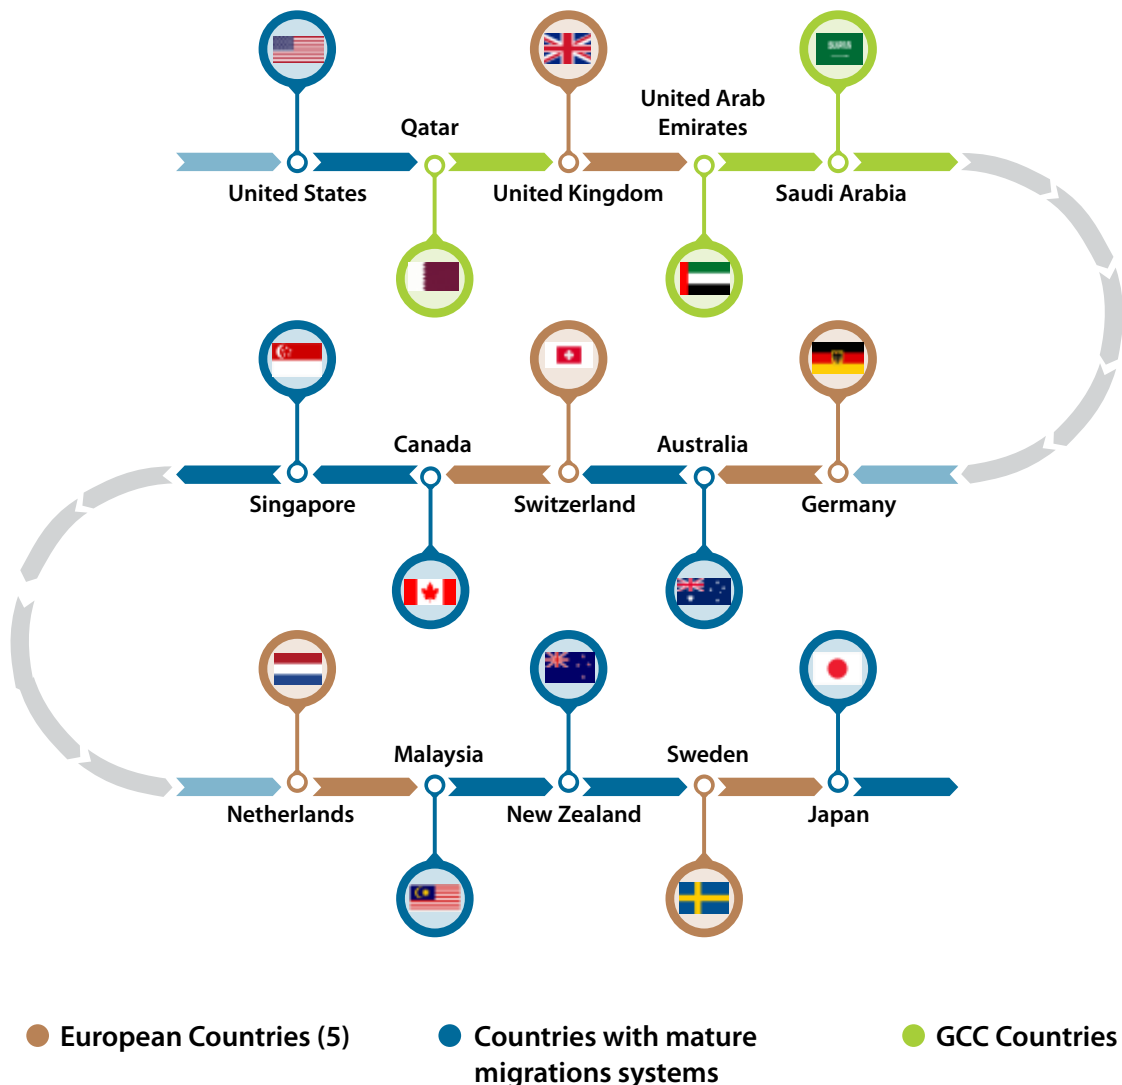 Qatar
United Arab
Emirates
United States
United Kingdom
Saudi Arabia
Canada
Australia
Singapore
Switzerland
Germany
Malaysia
Sweden
Netherlands
New Zealand
Japan
European Countries (5)
Countries with mature
migrations systems
GCC Countries